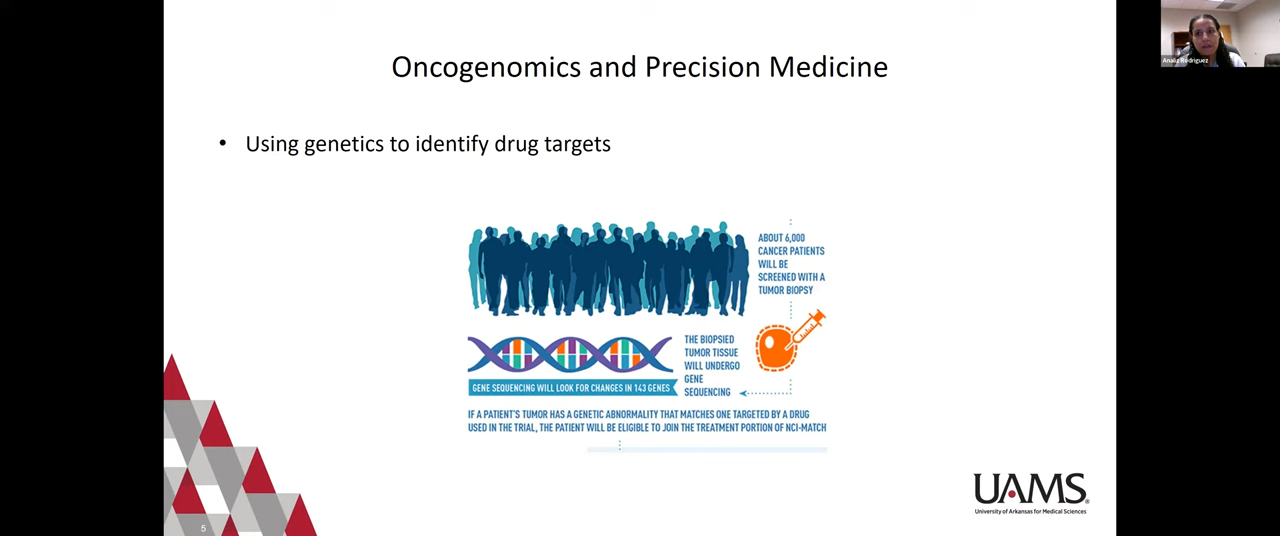 Oncogenomics and Precision Medicine
Analiz Rodriguez
• Using genetics to identify drug targets
ABOUT 6,000
CANCER PATIENTS
WILL BE
SCREENED WITH A
TUMOR BIOPSY
THE BIOPSIED
TUMOR TISSUE
WILL UNDERGO
GENE
SEQUENCING
GENE SEQUENCING WILL LOOK FOR CHANGES IN 143 GENES
IF A PATIENT'S TUMOR HAS A GENETIC ABNORMALITY THAT MATCHES ONE TARGETED BY A DRUG
USED IN THE TRIAL, THE PATIENT WILL BE ELIGIBLE TO JOIN THE TREATMENT PORTION OF NCI-MATCH
UAMS®
University of Arkansas for Medical Sciences
5